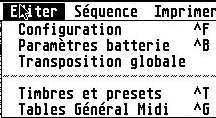 Editer Séquence Imprimer
Configuration ^F
Paramètres batterie ^B
Transposition globale
Timbres et presets ^T
Tables Général Midi ^G